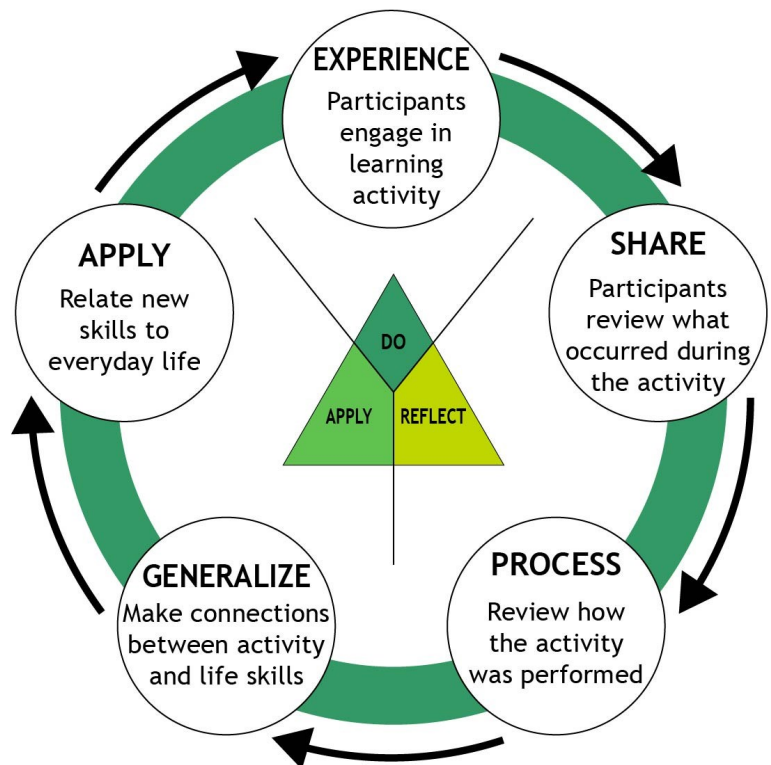 EXPERIENCE
Participants
engage in
learning
activity
SHARE
Participants
review what
occurred during
the activity
PROCESS
Review how
the activity
was performed
GENERALIZE
Make connections
between activity
and life skills
APPLY
Relate new
skills to
everyday life
DO
APPLY
REFLECT